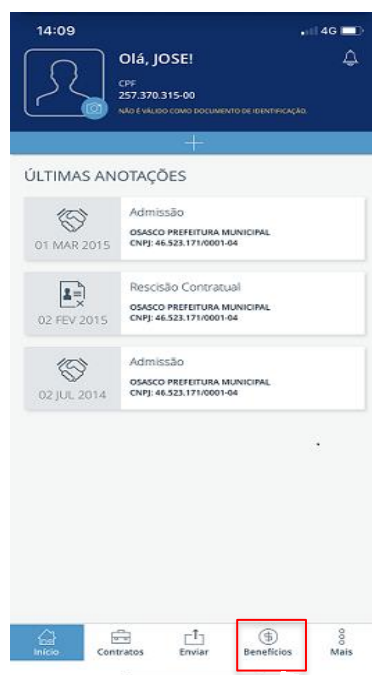 14:09
4G
Olá, JOSE!
CPF
257.370.315-00
NÃO É VÁLIDO COMO DOCUMENTO DE IDENTIFICAÇÃO.
ÚLTIMAS ANOTAÇÕES
Admissão
OSASCO PREFEITURA MUNICIPAL
CNPJ: 46.523.171/0001-04
01 MAR 2015
Rescisão Contratual
OSASCO PREFEITURA MUNICIPAL
CNPJ: 46.523.171/0001-04
02 FEV 2015
Admissão
OSASCO PREFEITURA MUNICIPAL
CNPJ: 46.523.171/0001-04
02 JUL 2014
Início Contratos Enviar Benefícios Mais